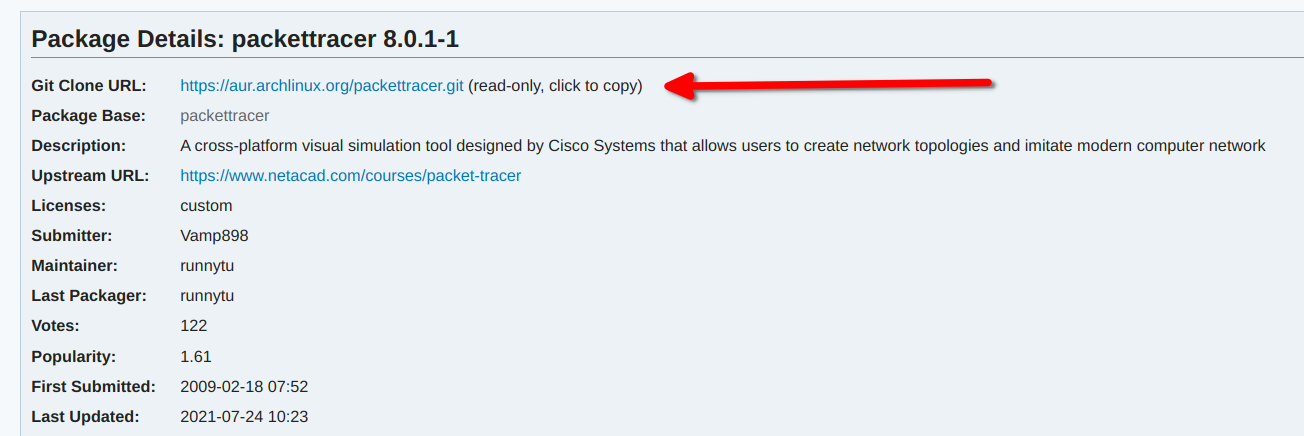 Package Details: packettracer 8.0.1-1
Git Clone URL: https://aur.archlinux.org/packettracer.git (read-only, click to copy)
Package Base: packettracer
Description: A cross-platform visual simulation tool designed by Cisco Systems that allows users to create network topologies and imitate modern computer network
Upstream URL: https://www.netacad.com/courses/packet-tracer
Licenses: custom
Submitter: Vamp898
Maintainer: runnytu
Last Packager: runnytu
Votes: 122
Popularity: 1.61
First Submitted: 2009-02-18 07:52
Last Updated: 2021-07-24 10:23